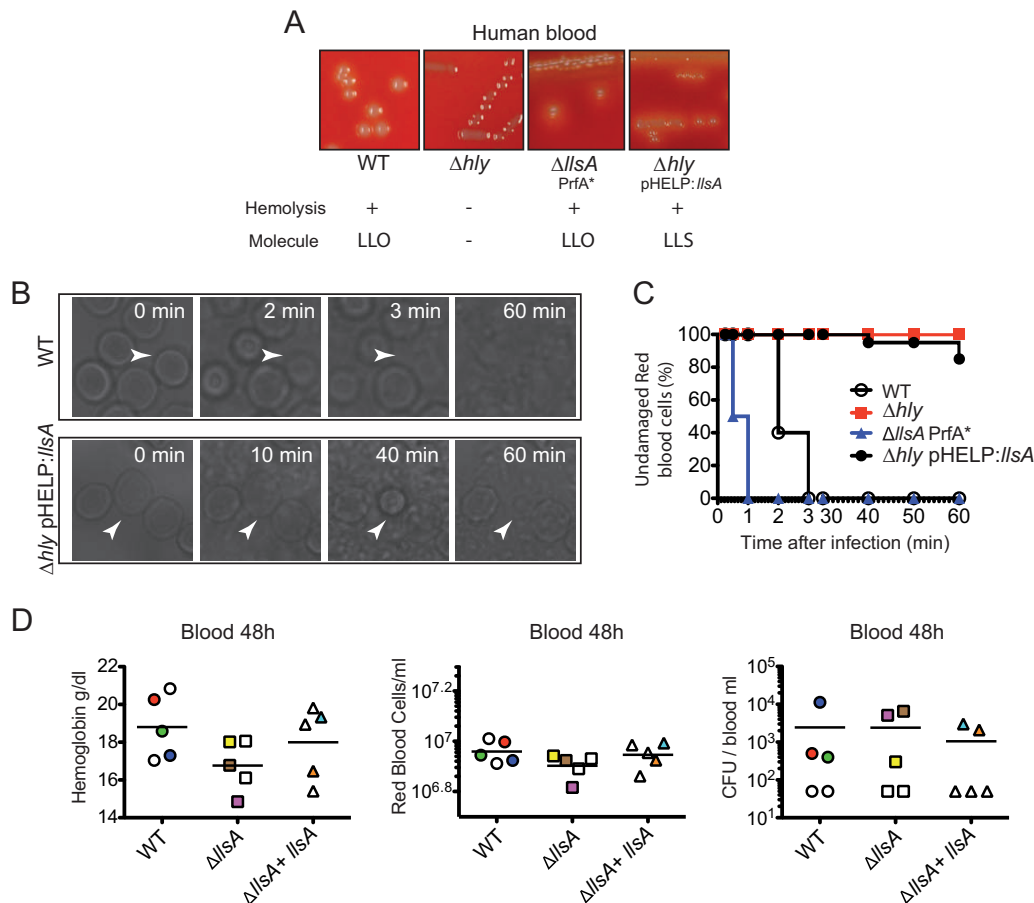 A
Human blood
WT
Δhly
ΔllsA
PrfA*
Δhly
pHELP:llsA
Hemolysis + - + +
Molecule LLO - LLO LLS
B
WT
0 min 2 min 3 min 60 min
Δhly pHELP:llsA
0 min 10 min 40 min 60 min
C
Undamaged Red
blood cells (%)
100
80
60
40
20
0
0 1 2 3 30 40 50 60
Time after infection (min)
WT
Δhly
ΔllsA PrfA*
Δhly pHELP:llsA
D
Blood 48h
Hemoglobin g/dl
22
20
18
16
14
WT ΔllsA ΔllsA+ llsA
Blood 48h
Red Blood Cells/ml
10^7.2
10^7
10^6.8
WT ΔllsA ΔllsA+ llsA
Blood 48h
CFU / blood ml
10^5
10^4
10^3
10^2
10^1
WT ΔllsA ΔllsA+ llsA